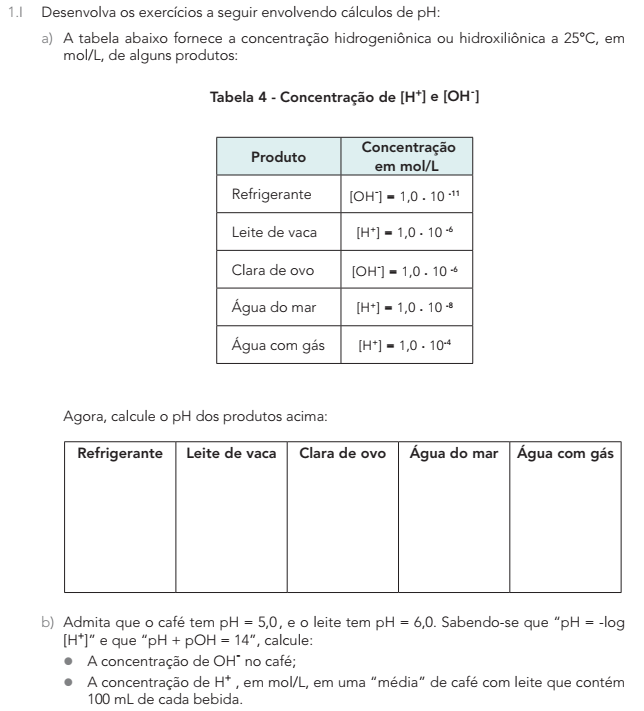 1.I Desenvolva os exercícios a seguir envolvendo cálculos de pH:
a) A tabela abaixo fornece a concentração hidrogeniônica ou hidroxiliônica a 25°C, em
mol/L, de alguns produtos:
Tabela 4 - Concentração de [H⁺] e [OH⁻]
Produto Concentração
em mol/L
Refrigerante [OH⁻] = 1,0 . 10 ⁻¹¹
Leite de vaca [H⁺] = 1,0 . 10 ⁻⁶
Clara de ovo [OH⁻] = 1,0 . 10 ⁻⁶
Água do mar [H⁺] = 1,0 . 10 ⁻⁸
Água com gás [H⁺] = 1,0 . 10⁻⁴
Agora, calcule o pH dos produtos acima:
Refrigerante Leite de vaca Clara de ovo Água do mar Água com gás
b) Admita que o café tem pH = 5,0, e o leite tem pH = 6,0. Sabendo-se que “pH = -log
[H⁺]” e que “pH + pOH = 14”, calcule:
● A concentração de OH⁻ no café;
● A concentração de H⁺ , em mol/L, em uma “média” de café com leite que contém
100 mL de cada bebida.